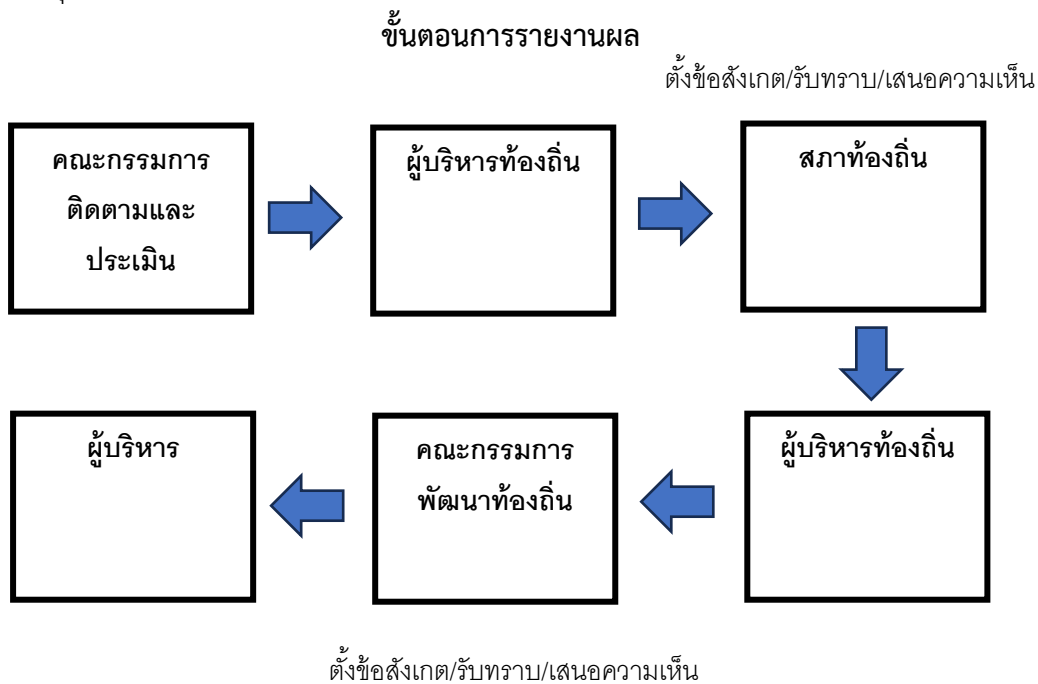 ขั้นตอนการรายงานผล
ตั้งข้อสังเกต/รับทราบ/เสนอความเห็น
คณะกรรมการ
ติดตามและ
ประเมิน
ผู้บริหารท้องถิ่น
สภาท้องถิ่น
ผู้บริหารท้องถิ่น
คณะกรรมการ
พัฒนาท้องถิ่น
ผู้บริหาร
ตั้งข้อสังเกต/รับทราบ/เสนอความเห็น